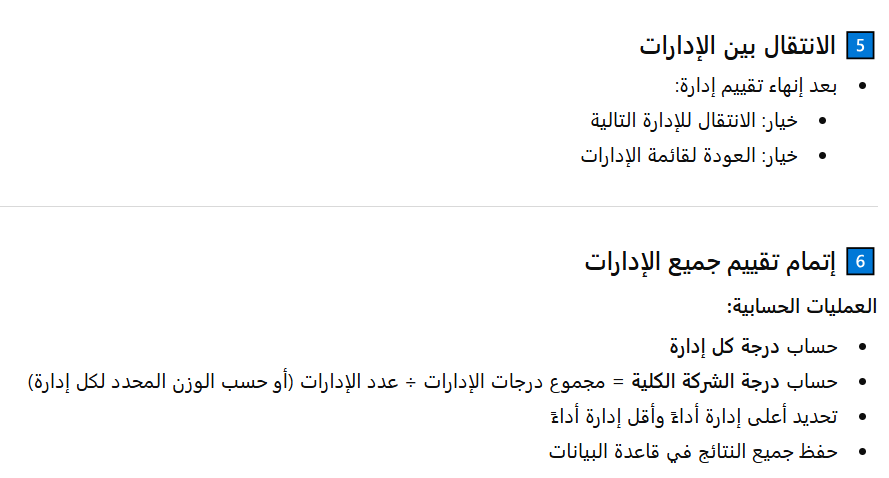 5 الانتقال بين الإدارات
• بعد إنهاء تقييم إدارة:
• خيار: الانتقال للإدارة التالية
• خيار: العودة لقائمة الإدارات
6 إتمام تقييم جميع الإدارات
العمليات الحسابية:
• حساب درجة كل إدارة
• حساب درجة الشركة الكلية = مجموع درجات الإدارات ÷ عدد الإدارات (أو حسب الوزن المحدد لكل إدارة)
• تحديد أعلى إدارة أداءً وأقل إدارة أداءً
• حفظ جميع النتائج في قاعدة البيانات